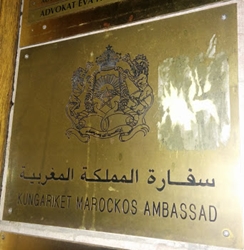 ADVOKAT EVA
سفارة المملكة المغربية
KUNGARIKET MAROCKOS AMBASSAD